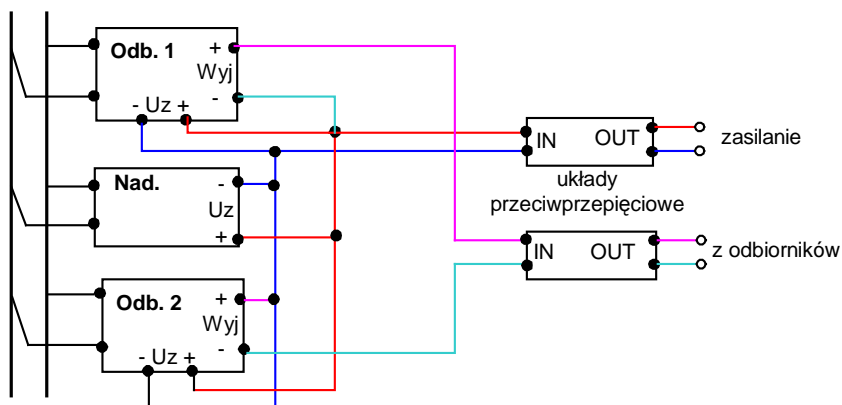 Odb. 1
+
Wyj
-
- Uz +
Nad.
-
Uz
+
Odb. 2
+
Wyj
-
- Uz +
IN OUT
zasilanie
układy
przeciwprzepięciowe
IN OUT
z odbiorników